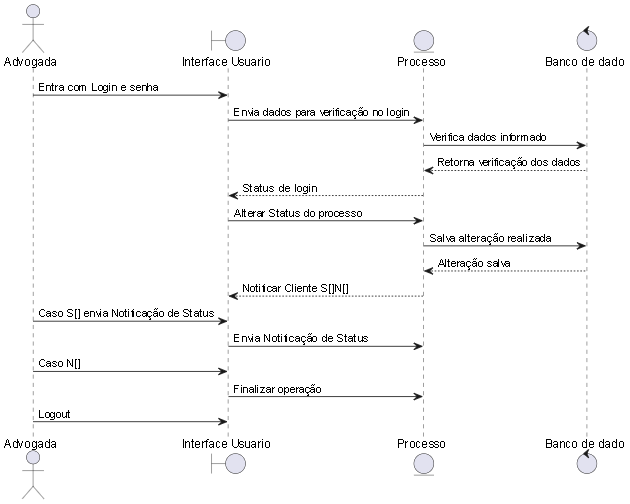 Advogada
Interface Usuario
Processo
Banco de dado
Entra com Login e senha
Envia dados para verificação no login
Verifica dados informado
Retorna verificação dos dados
Status de login
Alterar Status do processo
Salva alteração realizada
Alteração salva
Notificar Cliente S[]N[]
Caso S[] envia Notificação de Status
Envia Notificação de Status
Caso N[]
Finalizar operação
Logout
Advogada
Interface Usuario
Processo
Banco de dado